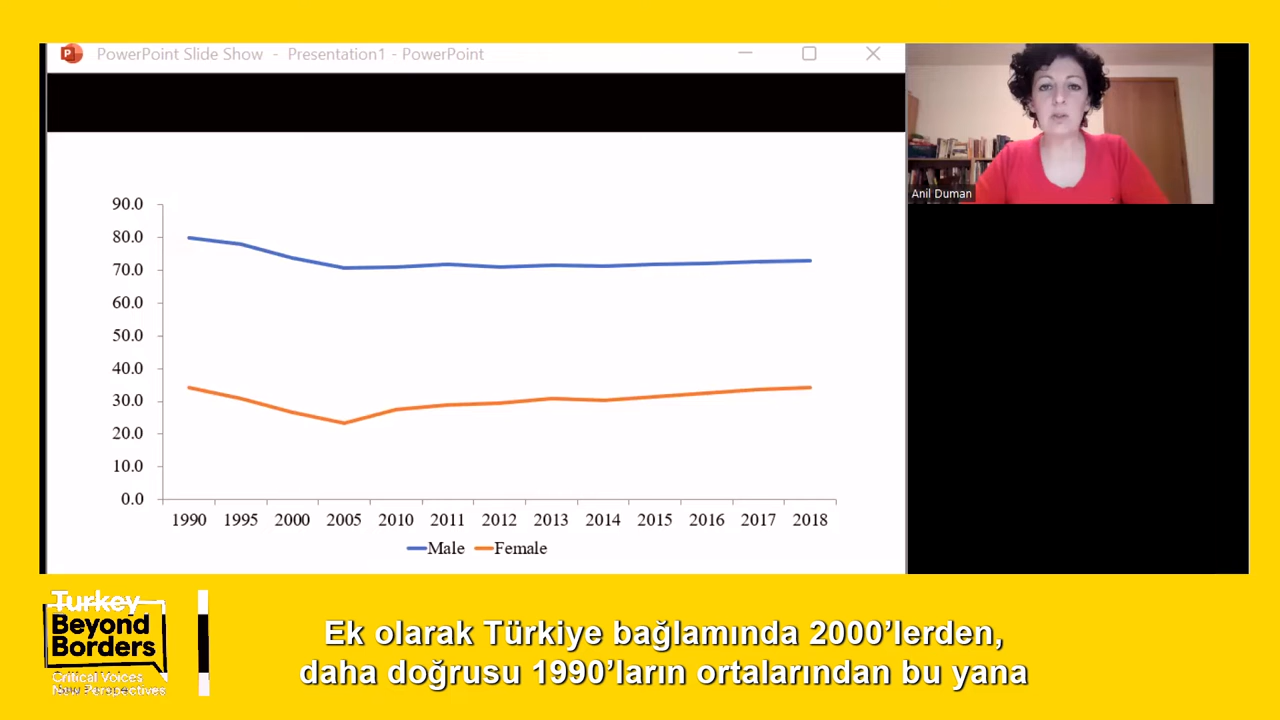 PowerPoint Slide Show - Presentation1 - PowerPoint
Anil Duman
90.0
80.0
70.0
60.0
50.0
40.0
30.0
20.0
10.0
0.0
1990 1995 2000 2005 2010 2011 2012 2013 2014 2015 2016 2017 2018
Male Female
Turkey
Beyond
Borders
Critical Voices
New Perspectives
Ek olarak Türkiye bağlamında 2000’lerden,
daha doğrusu 1990’ların ortalarından bu yana